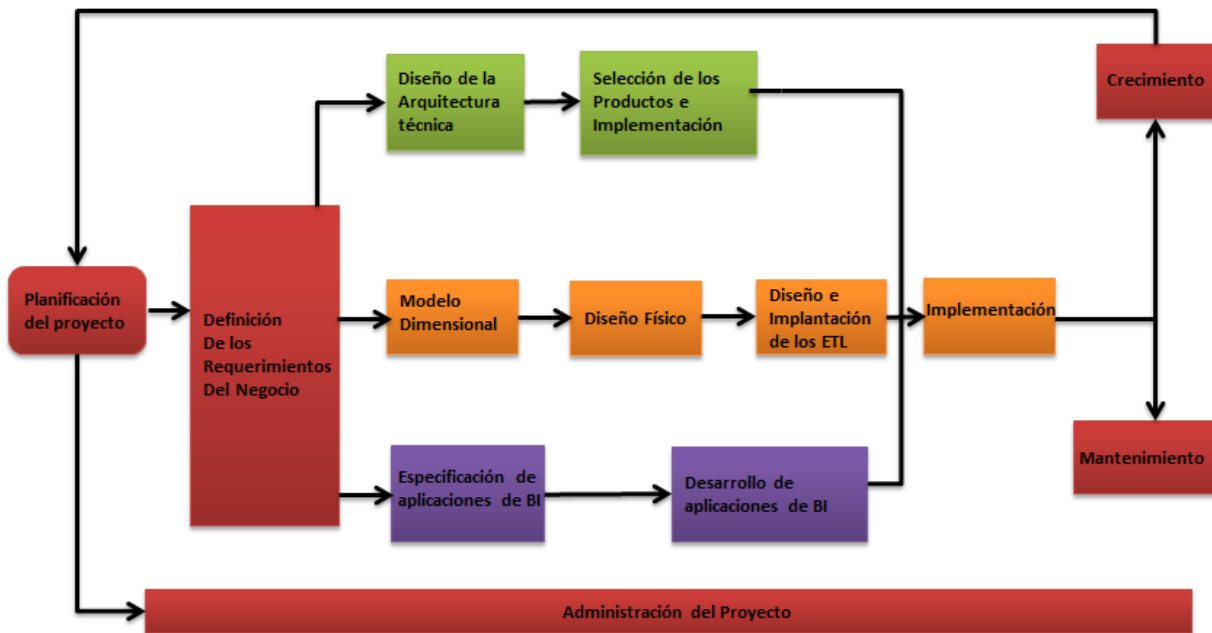 Diseño de la
Arquitectura
técnica
Selección de los
Productos e
Implementación
Crecimiento
Planificación
del proyecto
Definición
De los
Requerimientos
Del Negocio
Modelo
Dimensional
Diseño Físico
Diseño e
Implantación
de los ETL
Implementación
Especificación de
aplicaciones de BI
Desarrollo de
aplicaciones de BI
Mantenimiento
Administración del Proyecto